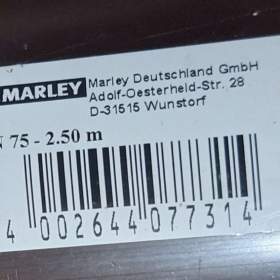 MARLEY
Marley Deutschland GmbH
Adolf-Oesterheld-Str. 28
D-31515 Wunstorf
N 75 - 2.50 m
4 002644 077314